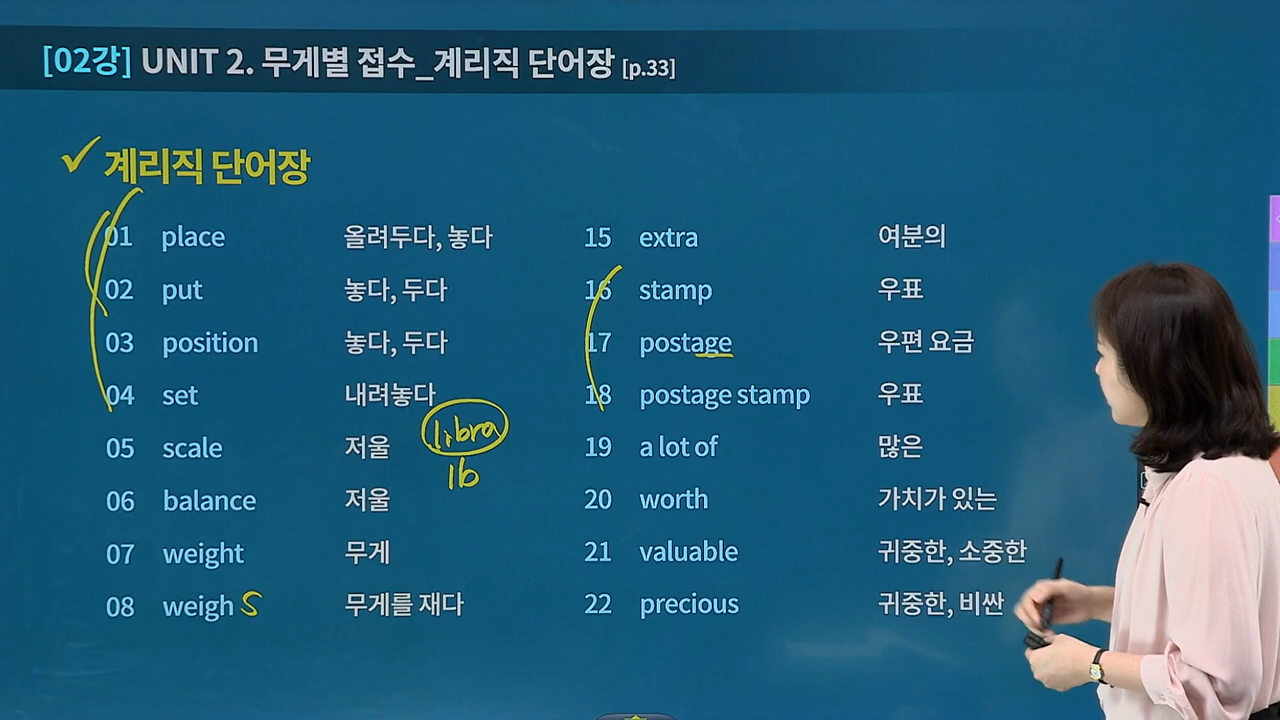 [02강] UNIT 2. 무게별 접수_계리직 단어장 [p.33]
계리직 단어장
01 place 올려두다, 놓다
02 put 놓다, 두다
03 position 놓다, 두다
04 set 내려놓다
05 scale 저울
libra
lb
06 balance 저울
07 weight 무게
08 weigh s 무게를 재다
15 extra 여분의
16 stamp 우표
17 postage 우편 요금
18 postage stamp 우표
19 a lot of 많은
20 worth 가치가 있는
21 valuable 귀중한, 소중한
22 precious 귀중한, 비싼